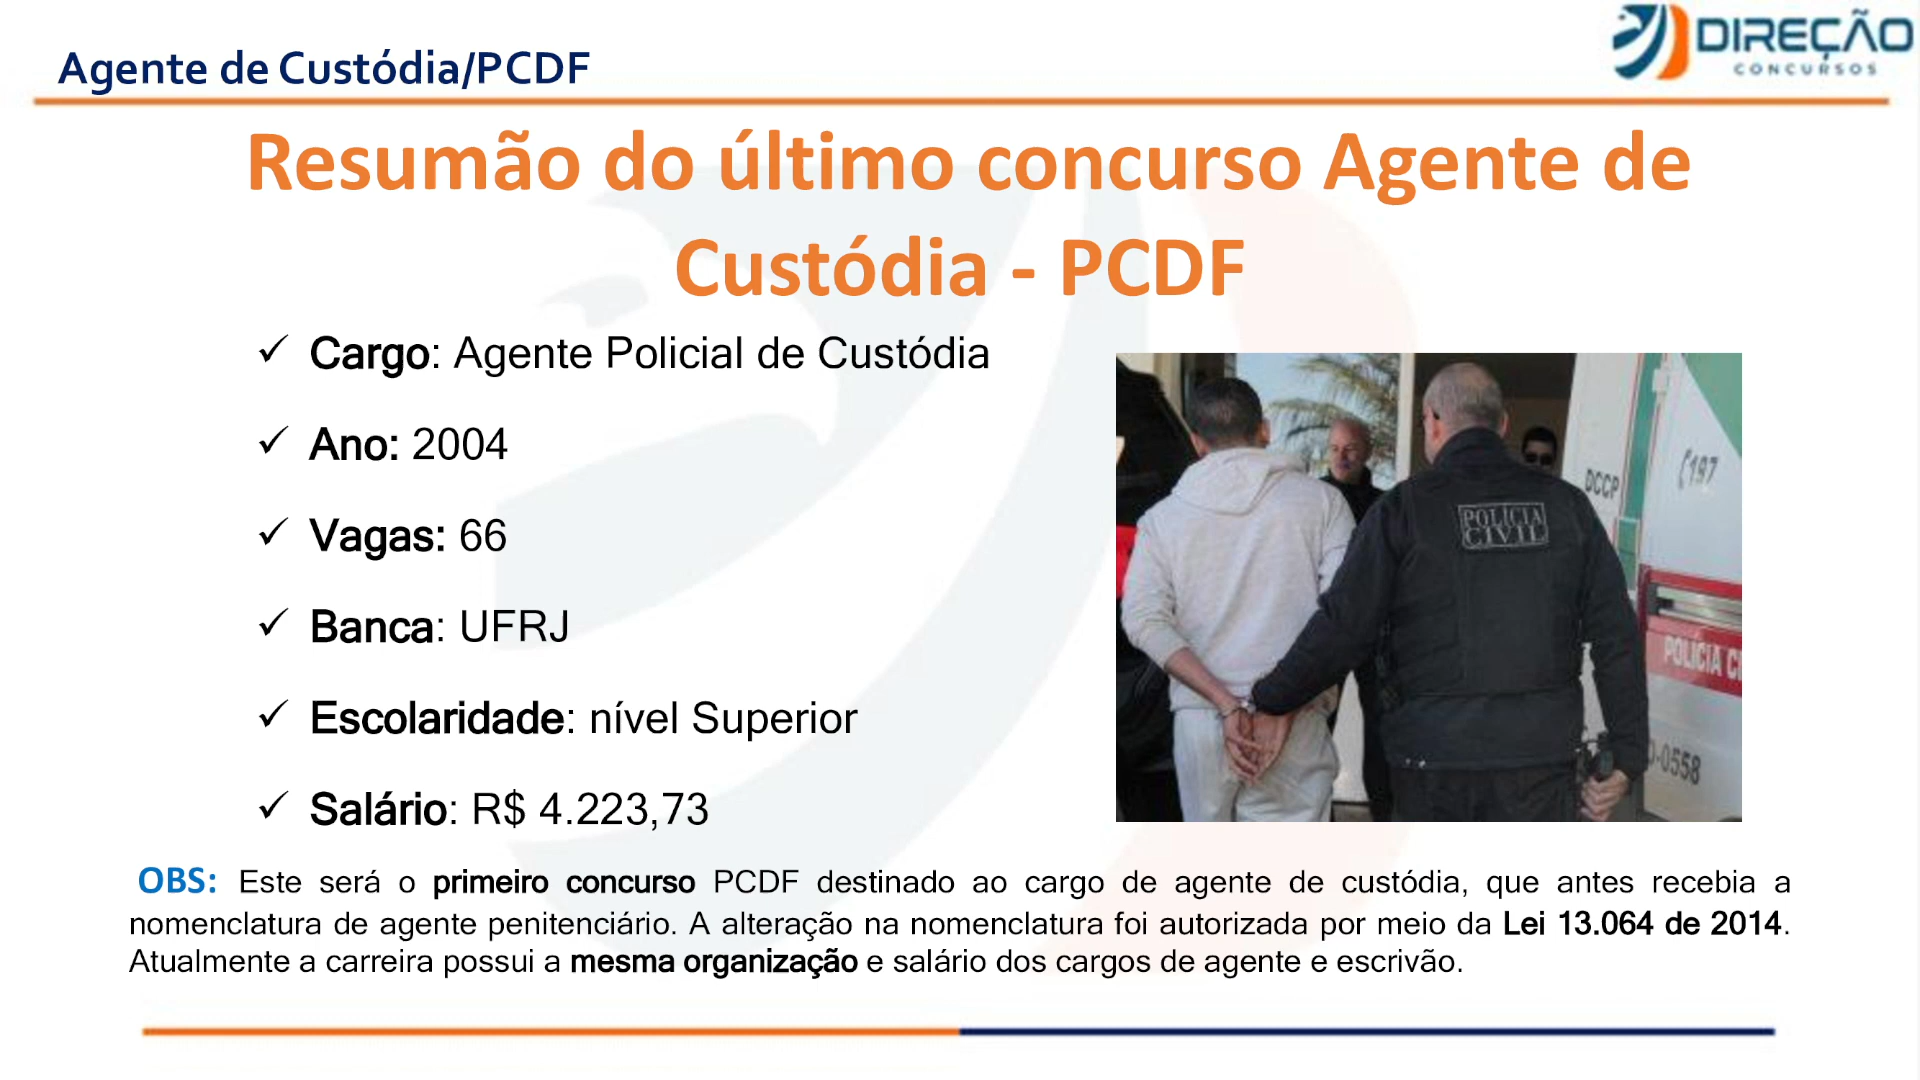 Agente de Custódia/PCDF
DIREÇÃO
CONCURSOS
Resumão do último concurso Agente de
Custódia - PCDF
✓ Cargo: Agente Policial de Custódia
✓ Ano: 2004
✓ Vagas: 66
✓ Banca: UFRJ
✓ Escolaridade: nível Superior
✓ Salário: R$ 4.223,73
197
DCCP
POLÍCIA
CIVIL
POLICIA C
0-0558
OBS: Este será o primeiro concurso PCDF destinado ao cargo de agente de custódia, que antes recebia a
nomenclatura de agente penitenciário. A alteração na nomenclatura foi autorizada por meio da Lei 13.064 de 2014.
Atualmente a carreira possui a mesma organização e salário dos cargos de agente e escrivão.